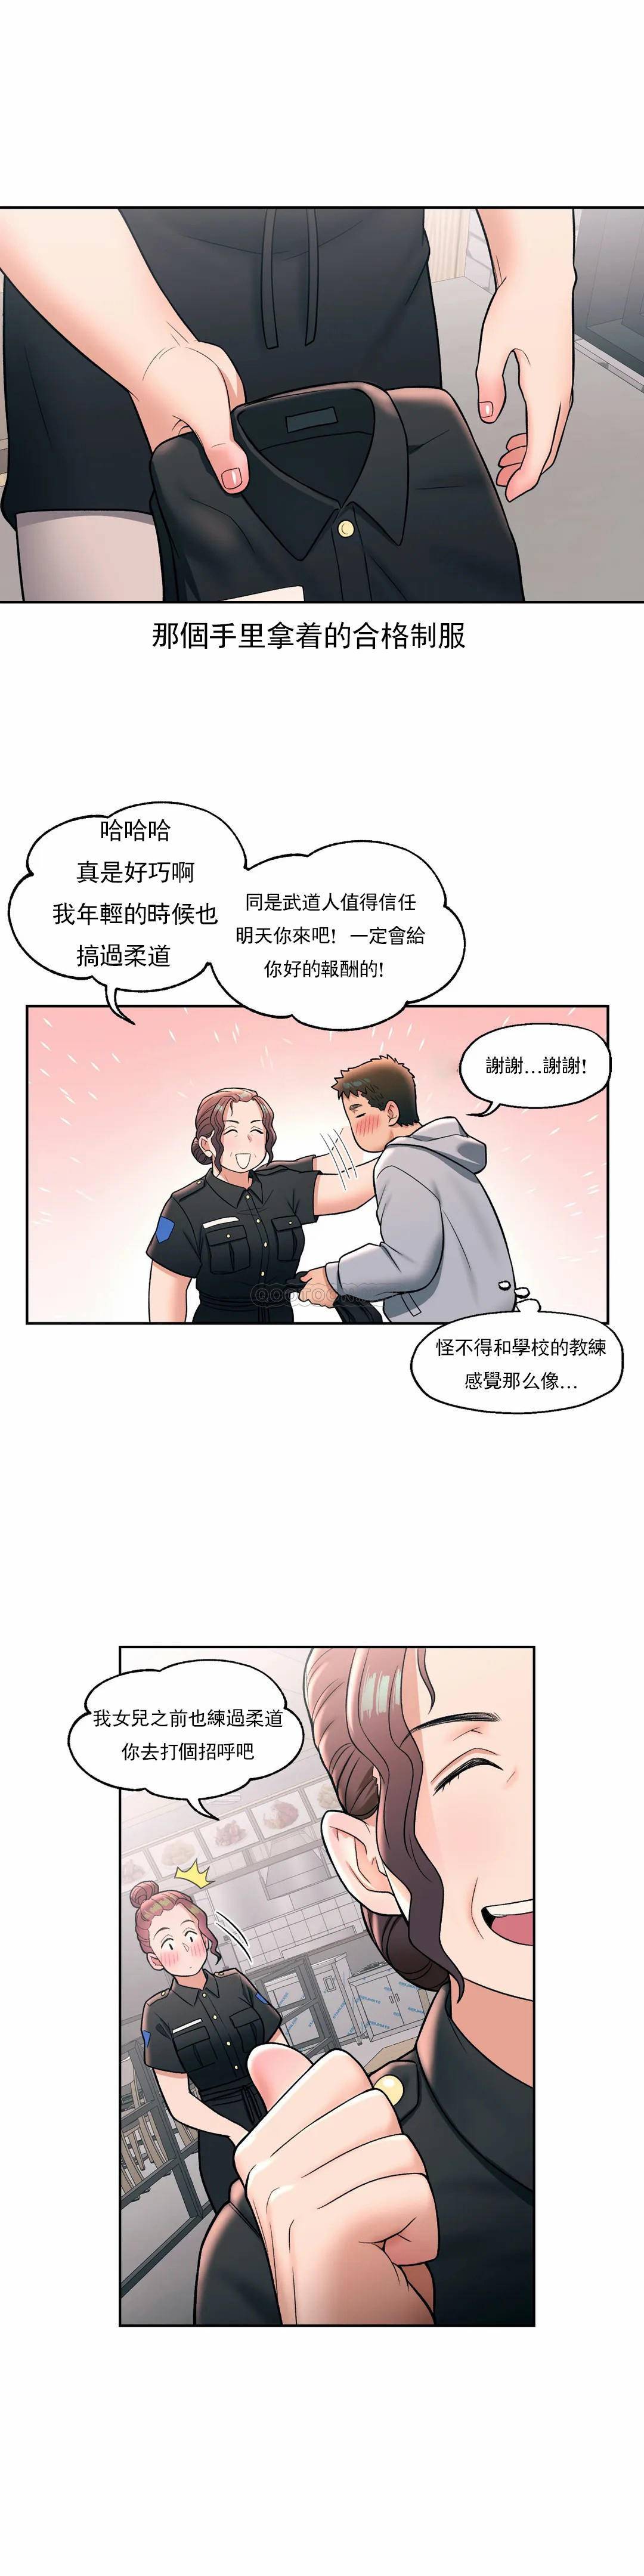 那個手里拿着的合格制服
哈哈哈
真是好巧啊
我年輕的時候也
搞過柔道
同是武道人值得信任
明天你來吧！一定會給
你好的報酬的！
謝謝...謝謝！
怪不得和學校的教練
感覺那么像...
我女兒之前也練過柔道
你去打個招呼吧